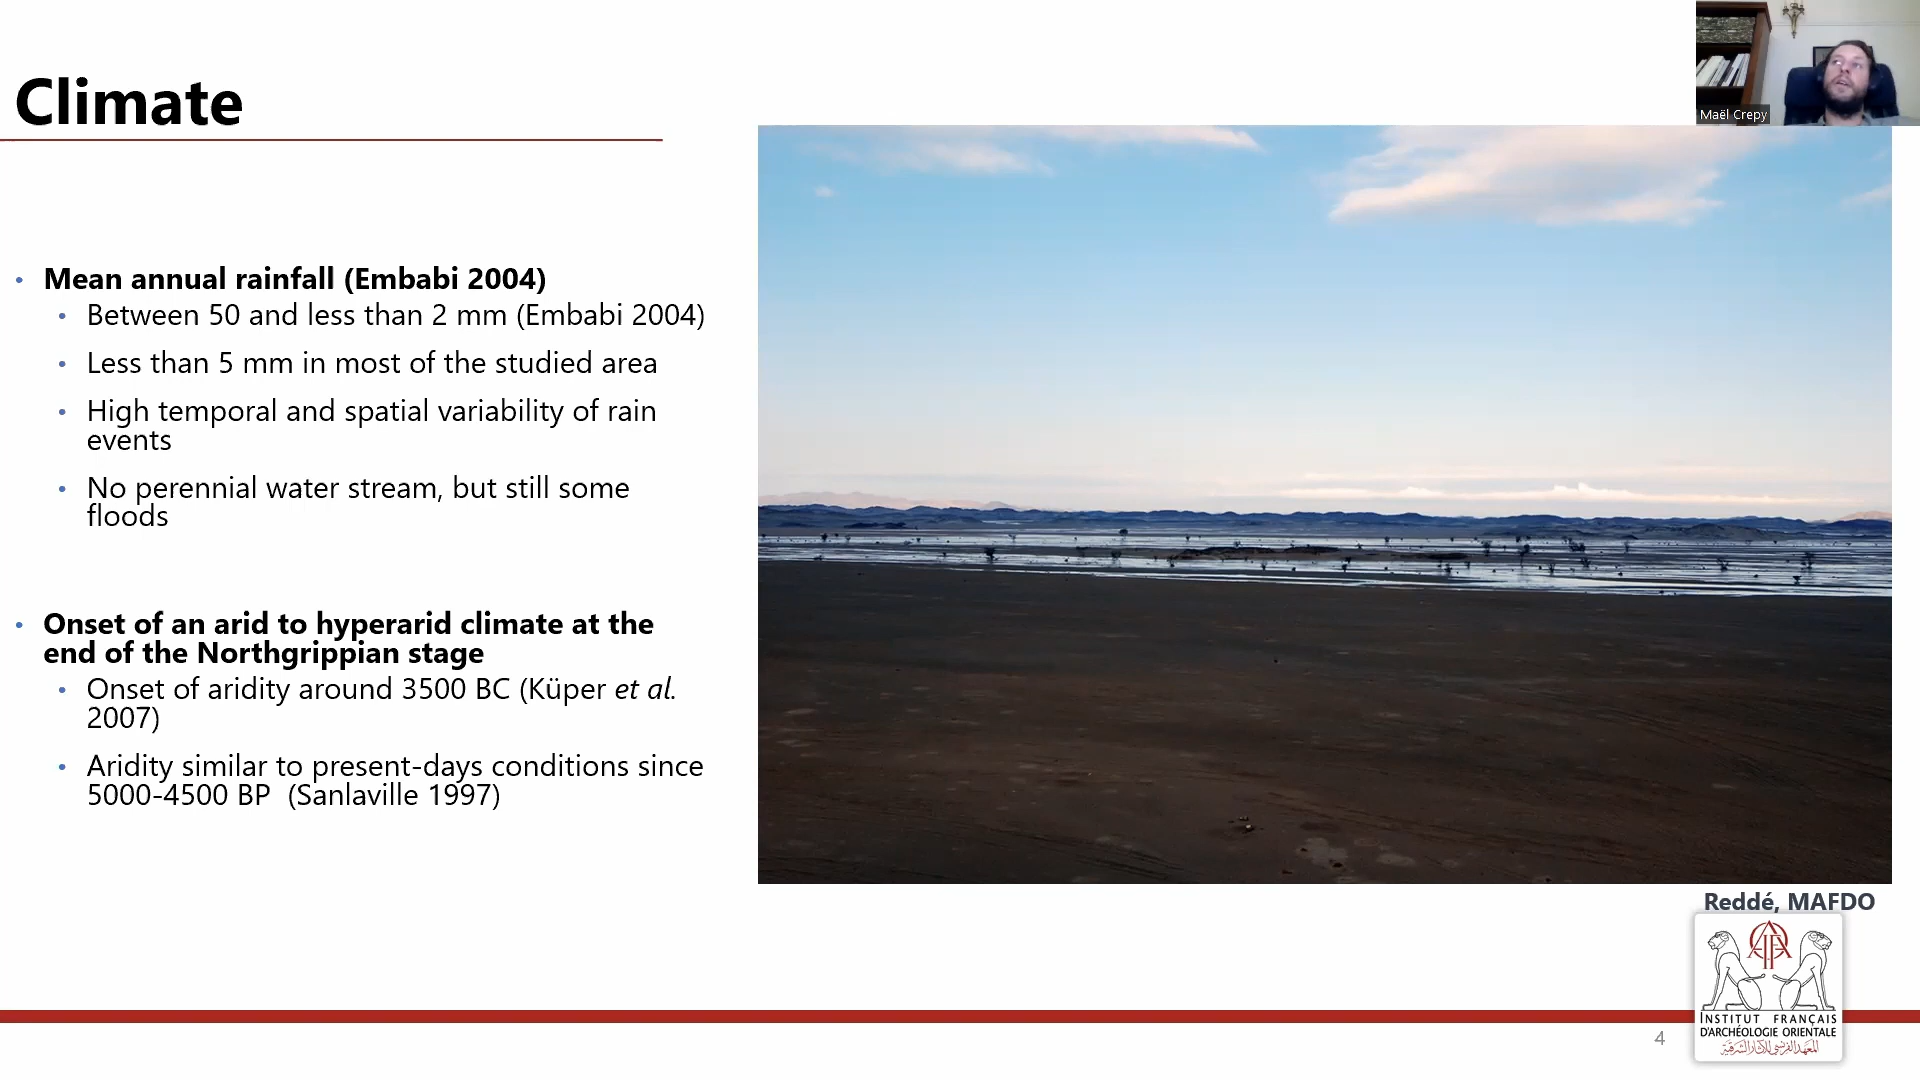 Maël Crepy
Climate
Mean annual rainfall (Embabi 2004)
Between 50 and less than 2 mm (Embabi 2004)
Less than 5 mm in most of the studied area
High temporal and spatial variability of rain
events
No perennial water stream, but still some
floods
Onset of an arid to hyperarid climate at the
end of the Northgrippian stage
Onset of aridity around 3500 BC (Küper et al.
2007)
Aridity similar to present-days conditions since
5000-4500 BP  (Sanlaville 1997)
Reddé, MAFDO
INSTITUT FRANÇAIS
D'ARCHÉOLOGIE ORIENTALE
المعهد الفرنسي للآثار الشرقية
4